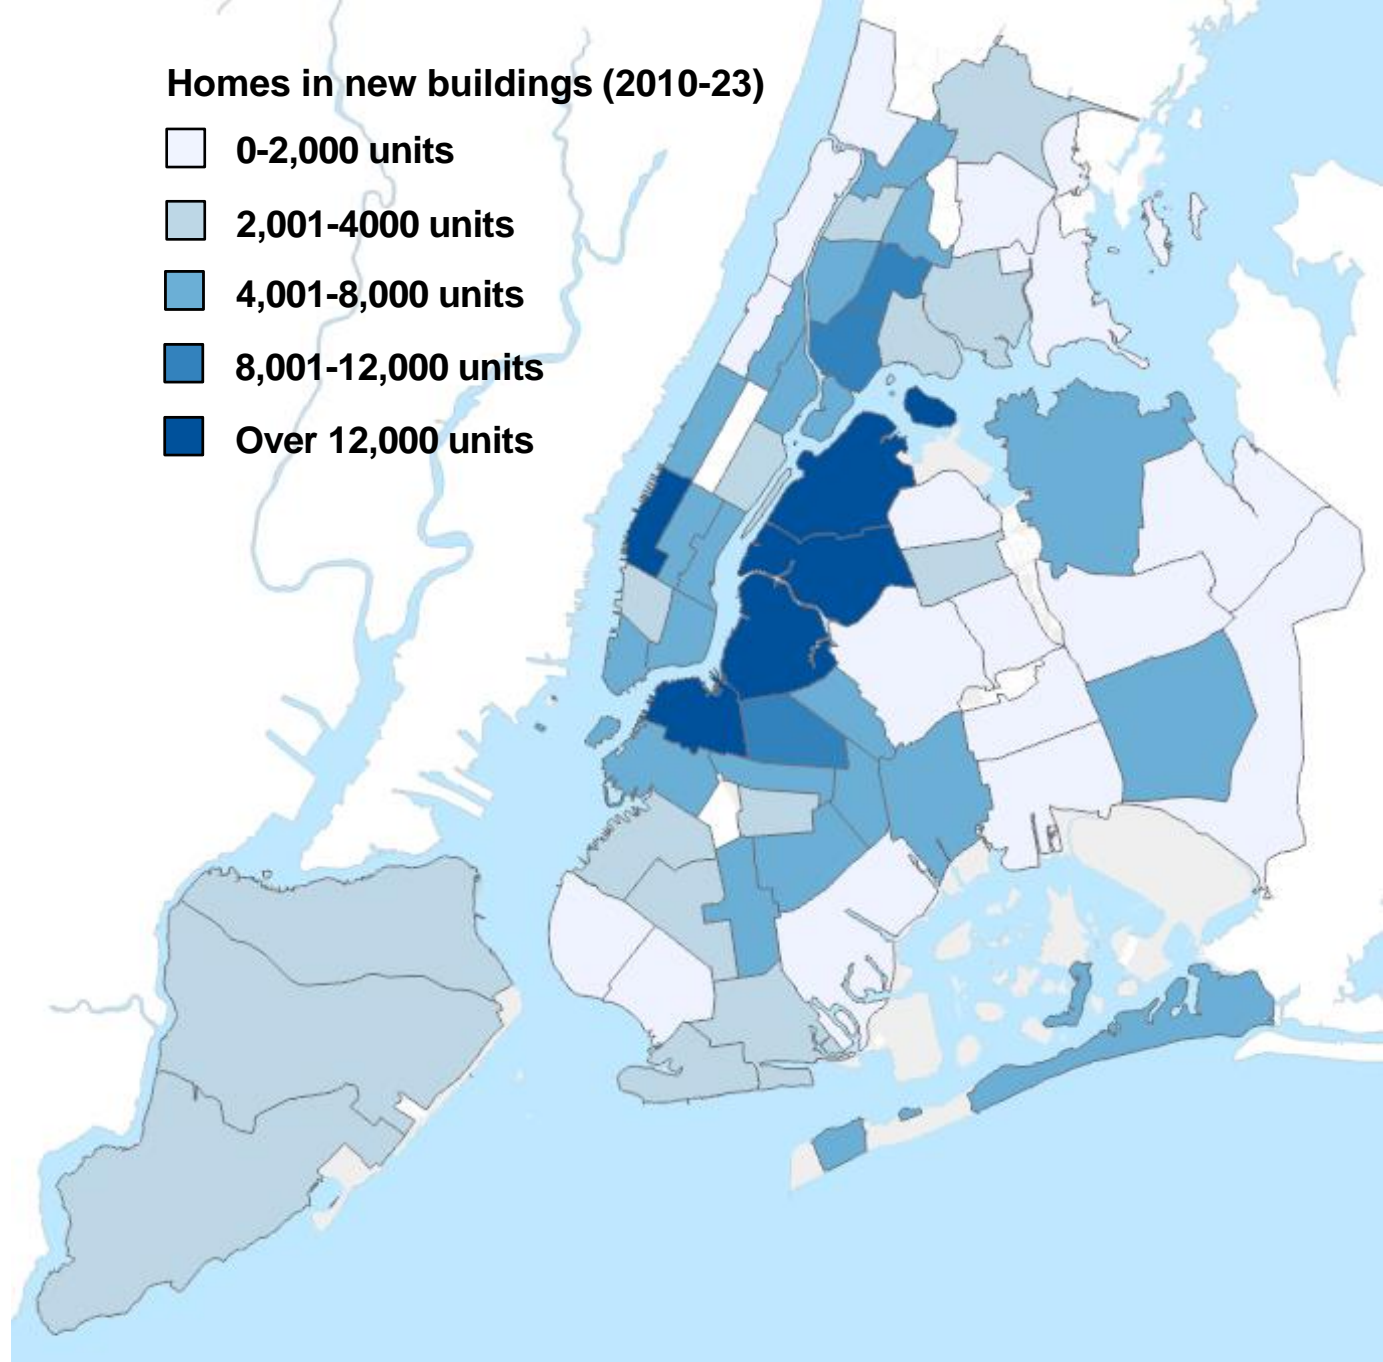 Homes in new buildings (2010-23)
0-2,000 units
2,001-4000 units
4,001-8,000 units
8,001-12,000 units
Over 12,000 units